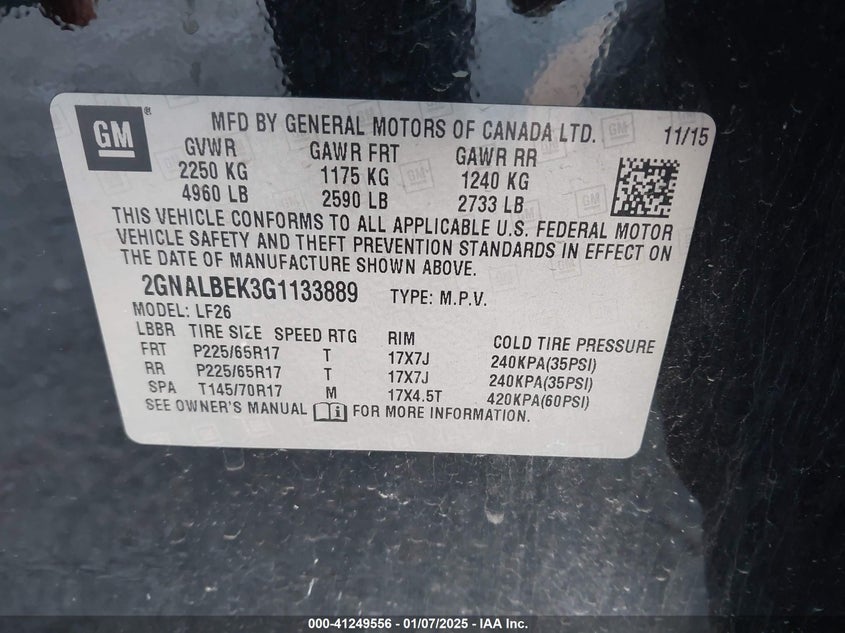 GM ®
MFD BY GENERAL MOTORS OF CANADA LTD. 11/15
GVWR GAWR FRT GAWR RR
2250 KG 1175 KG 1240 KG
4960 LB 2590 LB 2733 LB
THIS VEHICLE CONFORMS TO ALL APPLICABLE U.S. FEDERAL MOTOR
VEHICLE SAFETY AND THEFT PREVENTION STANDARDS IN EFFECT ON
THE DATE OF MANUFACTURE SHOWN ABOVE.
2GNALBEK3G1133889 TYPE: M.P.V.
MODEL: LF26
LBBR TIRE SIZE SPEED RTG RIM COLD TIRE PRESSURE
FRT P225/65R17 T 17X7J 240KPA(35PSI)
RR P225/65R17 T 17X7J 240KPA(35PSI)
SPA T145/70R17 M 17X4.5T 420KPA(60PSI)
SEE OWNER'S MANUAL FOR MORE INFORMATION.
000-41249556 - 01/07/2025 - IAA Inc.